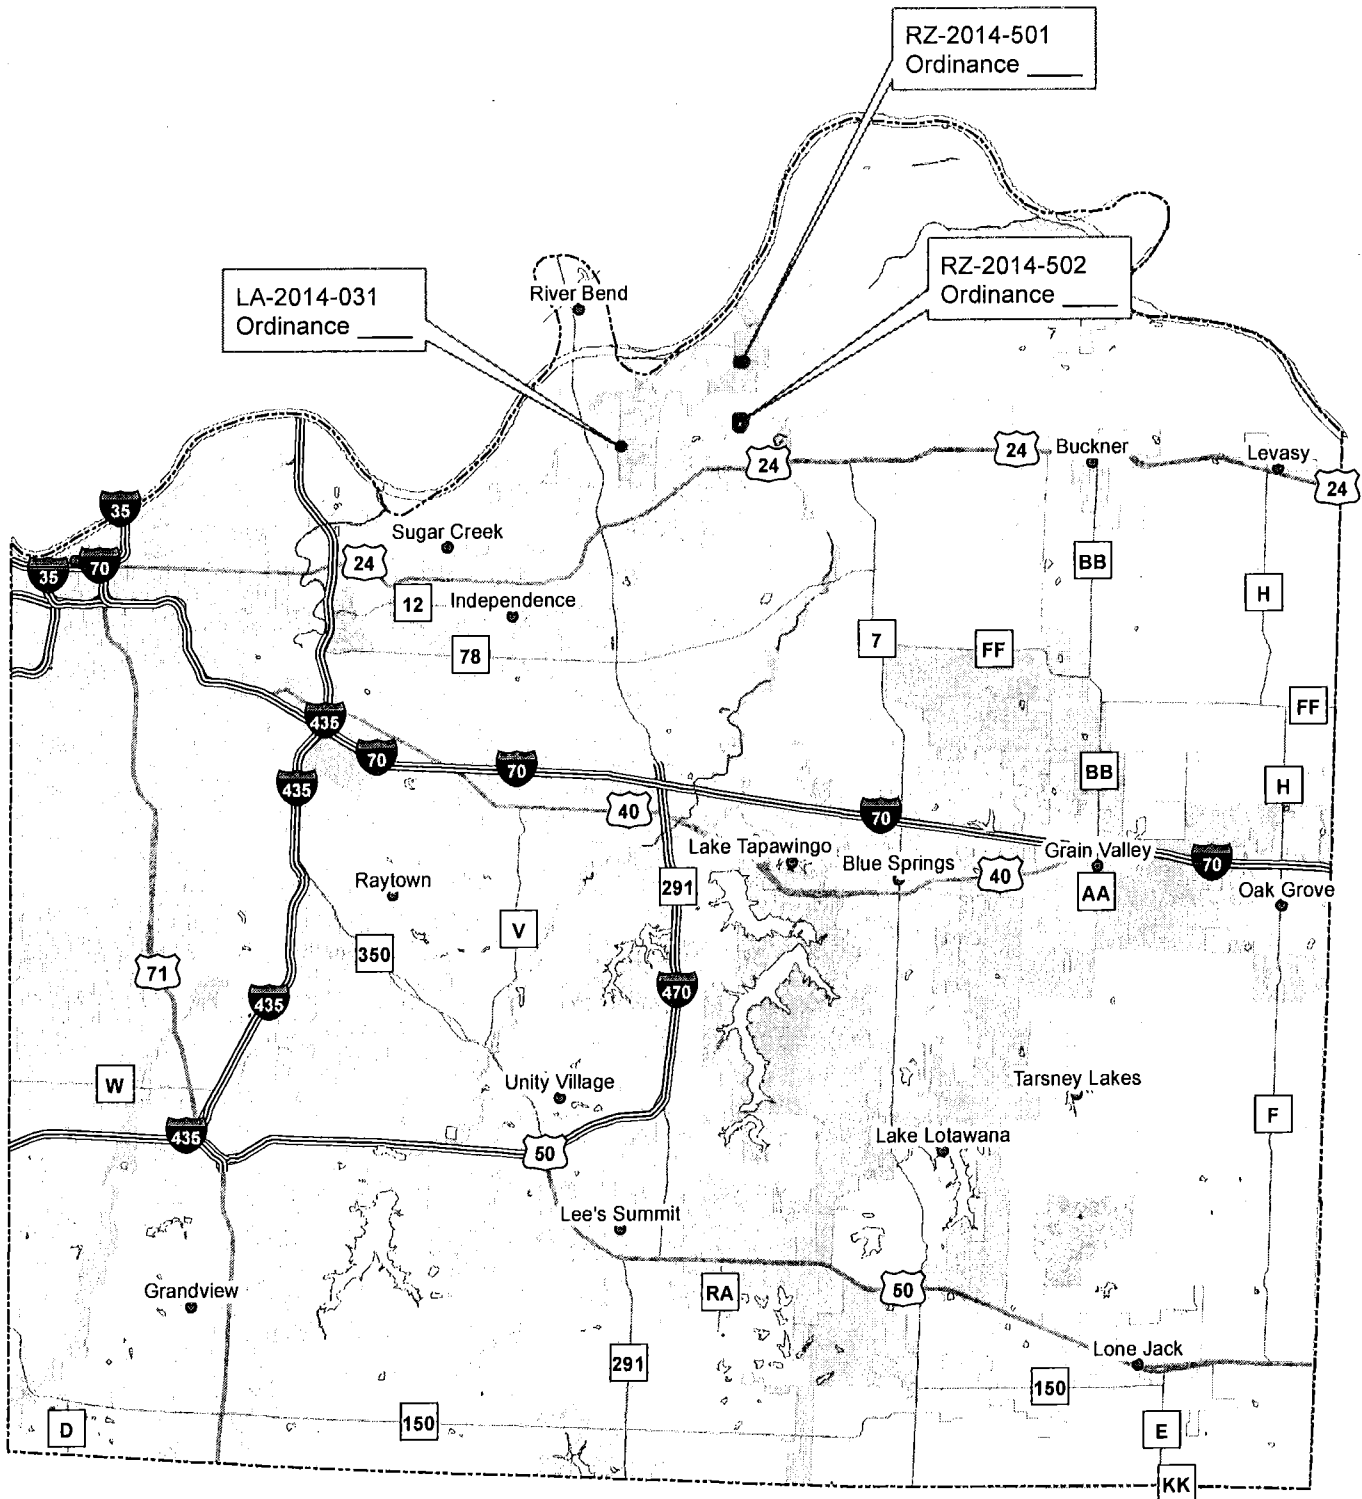 RZ-2014-501
Ordinance ____
RZ-2014-502
Ordinance ____
LA-2014-031
Ordinance ____
River Bend
24
24
Buckner
Levasy
24
35
Sugar Creek
35
70
24
BB
H
12
Independence
7
FF
78
FF
435
70
70
BB
H
435
40
70
Lake Tapawingo
Blue Springs
Grain Valley
40
70
Raytown
291
AA
Oak Grove
V
350
71
435
470
W
Unity Village
Tarsney Lakes
F
435
50
Lake Lotawana
Lee's Summit
Grandview
RA
50
291
Lone Jack
150
D
150
E
KK